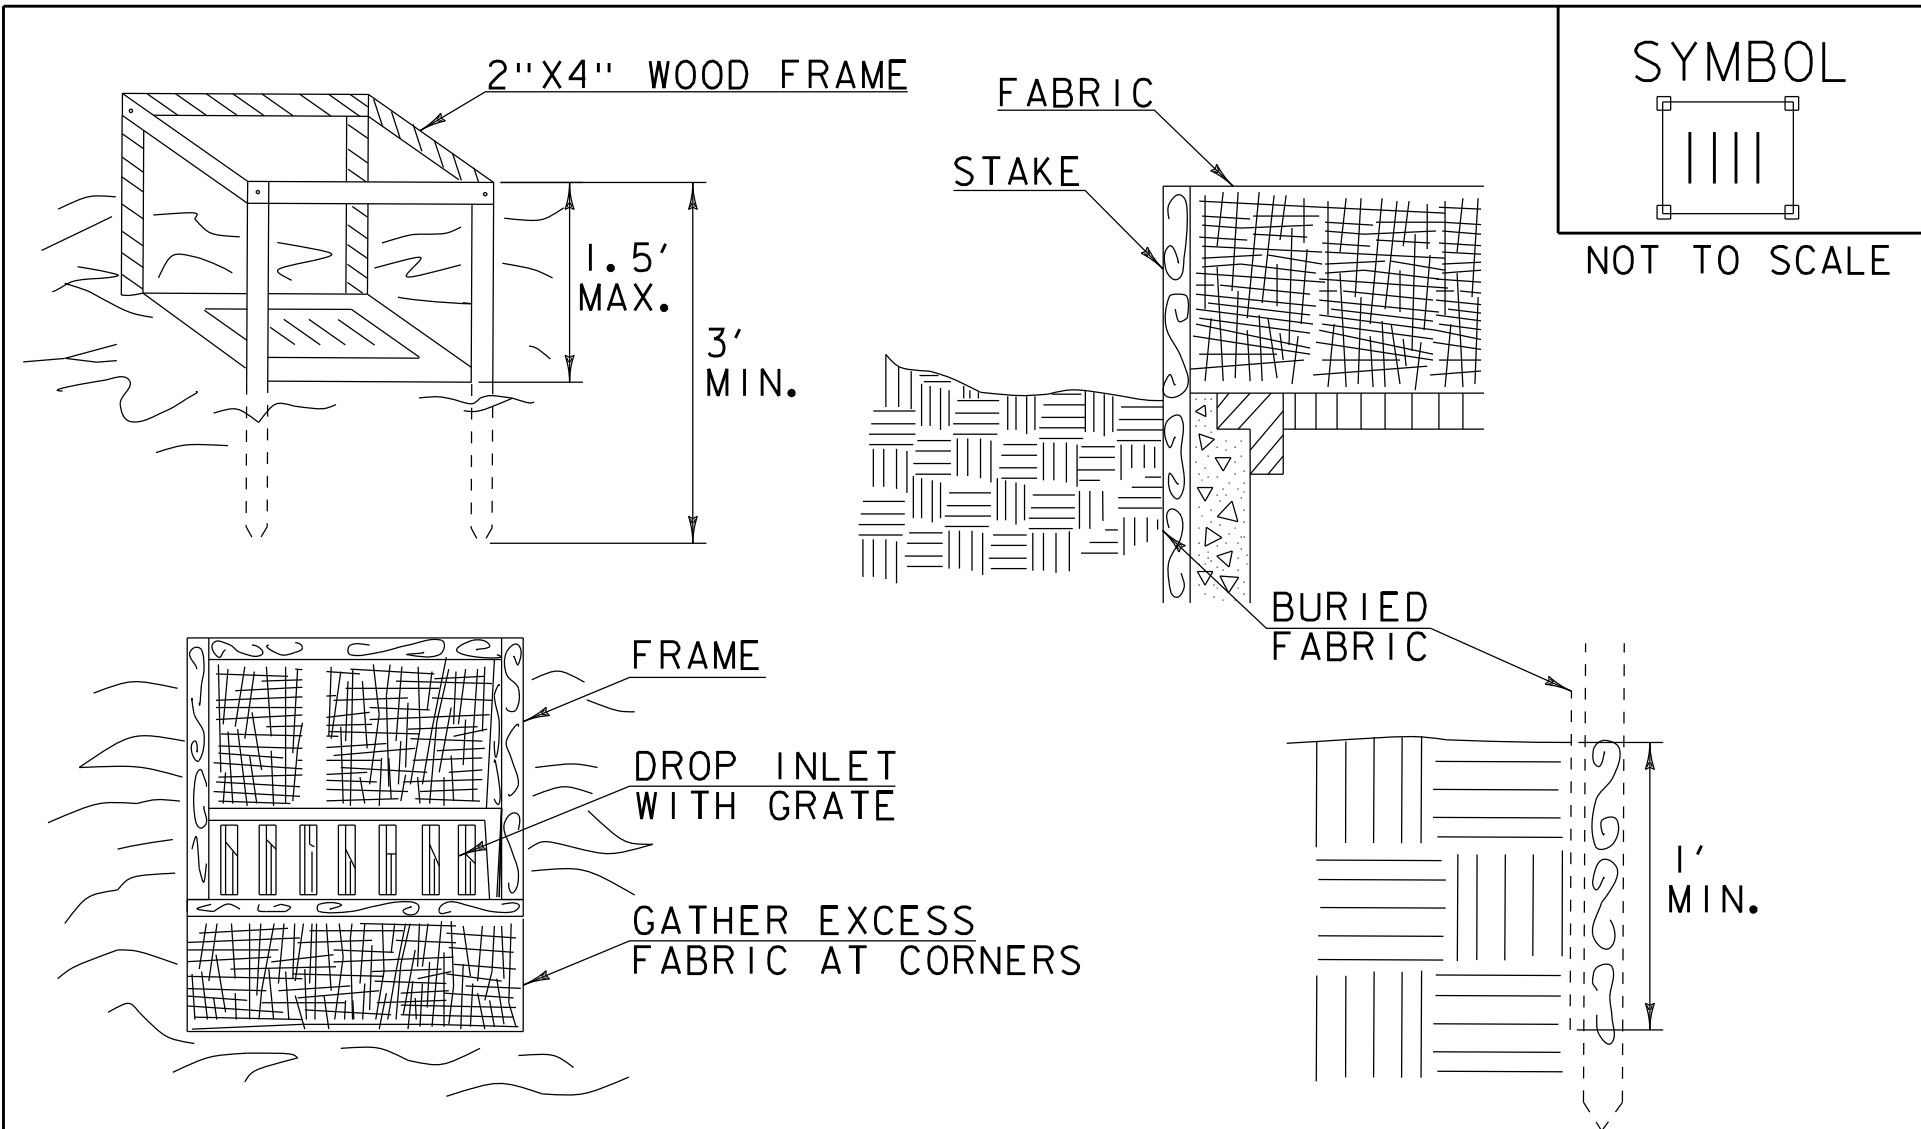 2"X4" WOOD FRAME
1.5'
MAX.
3'
MIN.
FABRIC
STAKE
SYMBOL
NOT TO SCALE
BURIED
FABRIC
1'
MIN.
FRAME
DROP INLET
WITH GRATE
GATHER EXCESS
FABRIC AT CORNERS